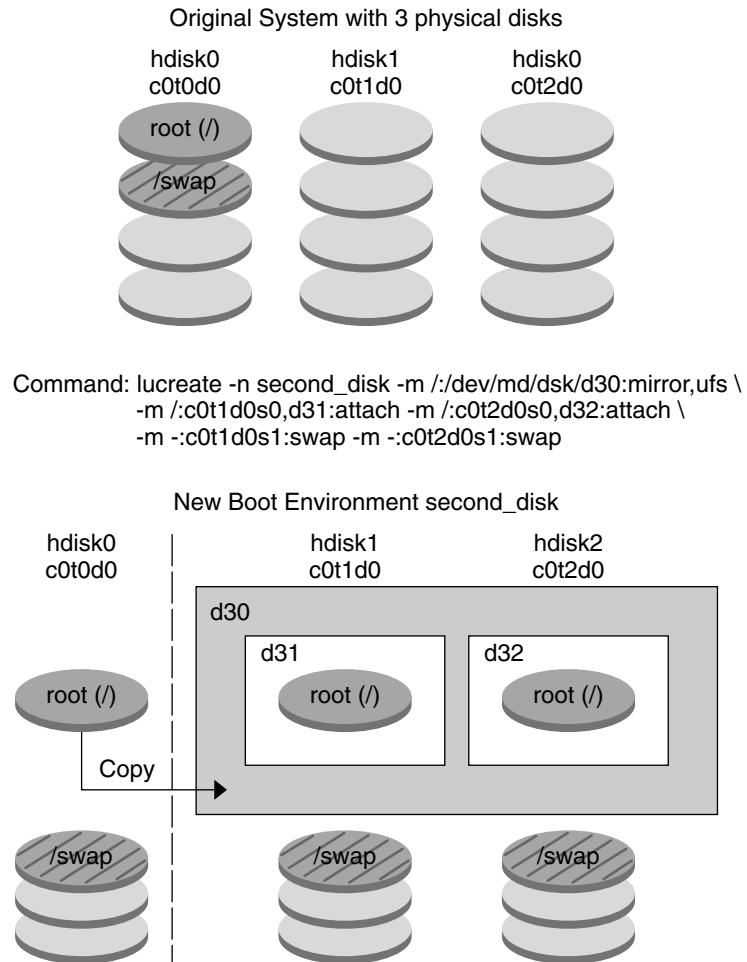 Original System with 3 physical disks
hdisk0 hdisk1 hdisk0
c0t0d0 c0t1d0 c0t2d0
root (/)
/swap
Command: lucreate -n second_disk -m /:/dev/md/dsk/d30:mirror,ufs \
-m /:c0t1d0s0,d31:attach -m /:c0t2d0s0,d32:attach \
-m -:c0t1d0s1:swap -m -:c0t2d0s1:swap
New Boot Environment second_disk
hdisk0 hdisk1 hdisk2
c0t0d0 c0t1d0 c0t2d0
d30
d31 d32
root (/) root (/) root (/)
Copy
/swap /swap /swap